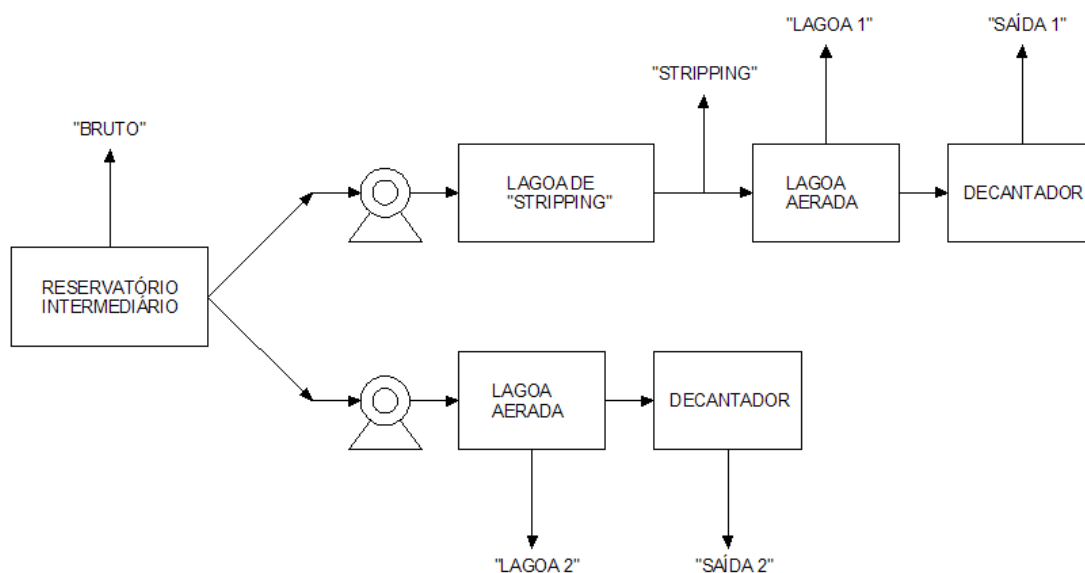 "LAGOA 1"
"SAÍDA 1"
"STRIPPING"
"BRUTO"
LAGOA DE
"STRIPPING"
LAGOA
AERADA
DECANTADOR
RESERVATÓRIO
INTERMEDIÁRIO
LAGOA
AERADA
DECANTADOR
"LAGOA 2"
"SAÍDA 2"